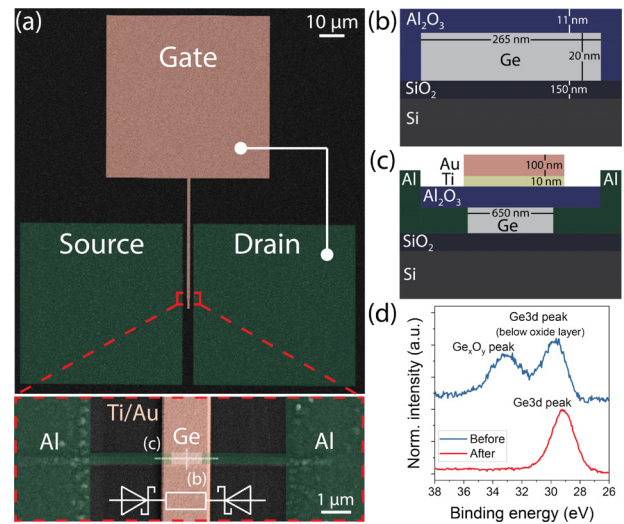 (a)
10 µm
Gate
Source
Drain
Ti/Au
Al
Ge
Al
(c)
(b)
1 µm
(b)
Al₂O₃
11 nm
265 nm
20 nm
Ge
SiO₂
150 nm
Si
(c)
Au
100 nm
Al
Ti
10 nm
Al
Al₂O₃
650 nm
Ge
SiO₂
Si
(d)
Ge3d peak
(below oxide layer)
GeₓOᵧ peak
Ge3d peak
Before
After
Norm. intensity (a.u.)
38 36 34 32 30 28 26
Binding energy (eV)